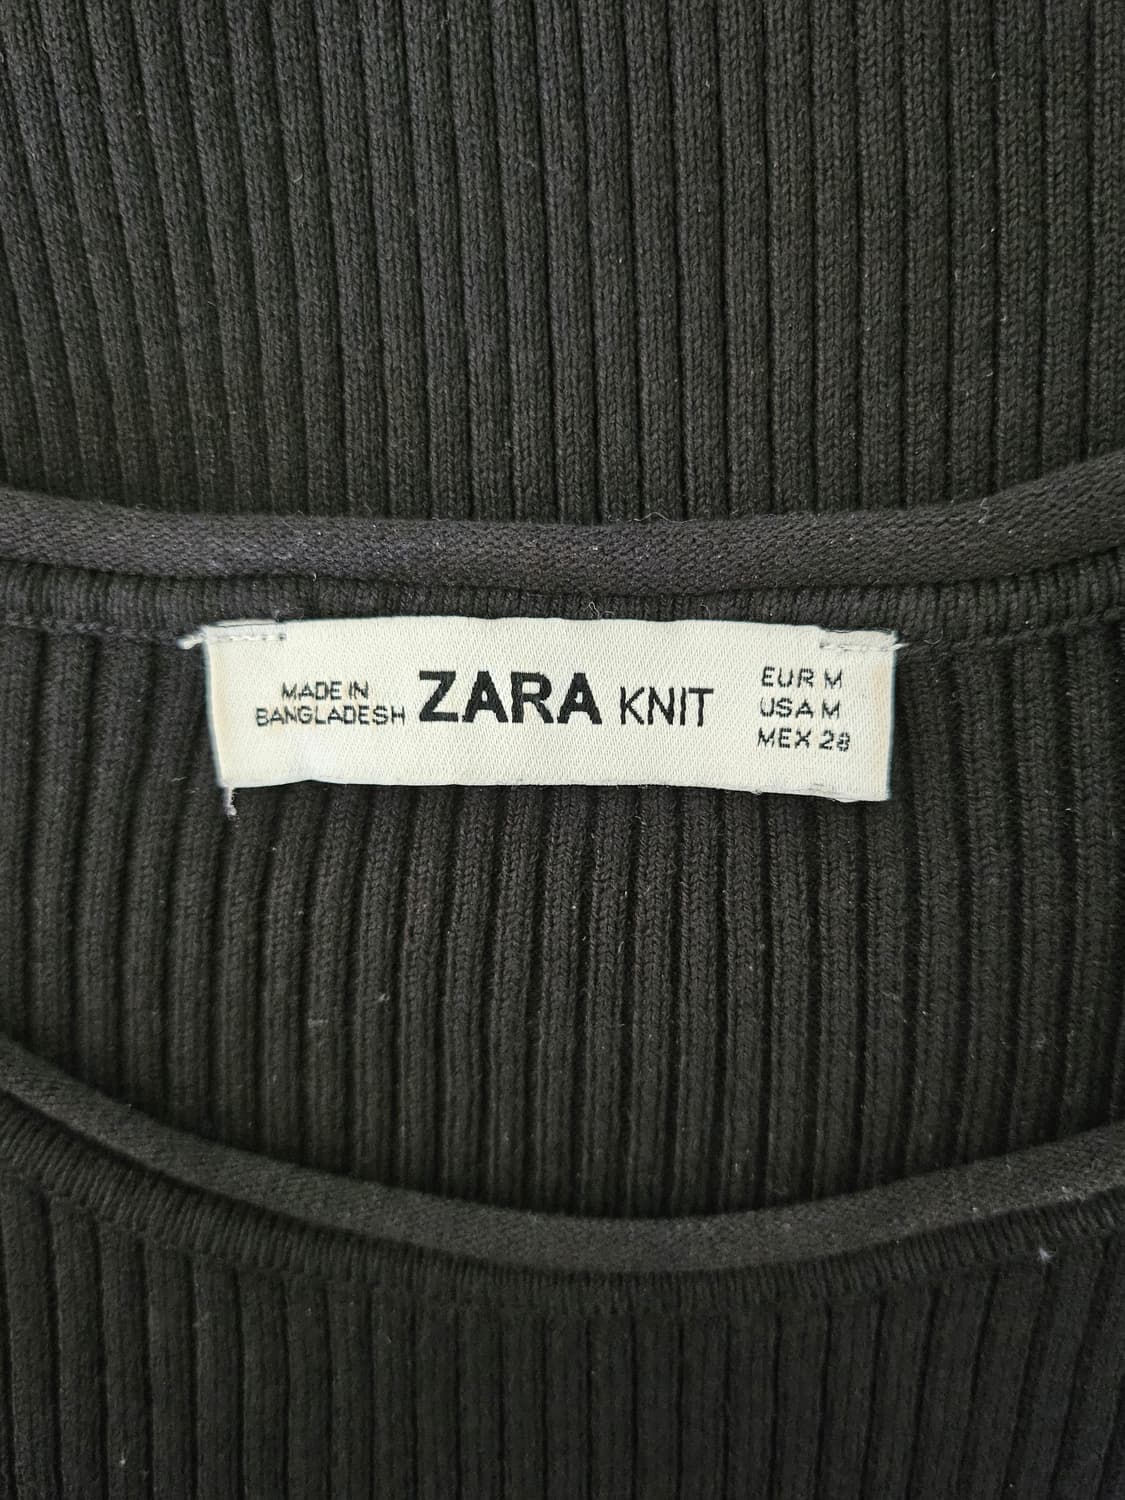 MADE IN
BANGLADESH
ZARA KNIT
EUR M
USA M
MEX 28